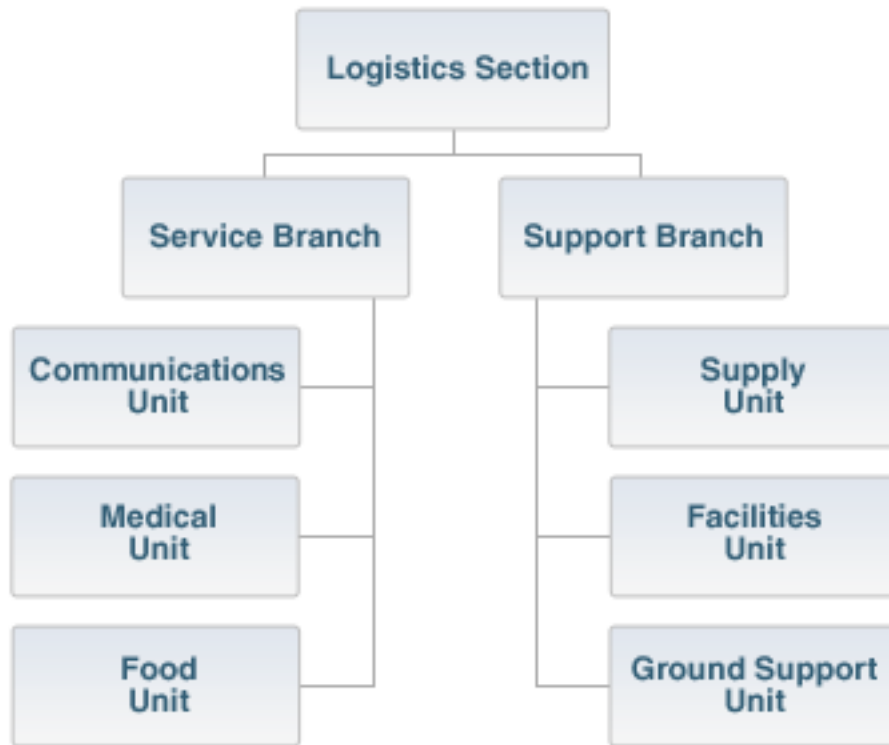 Logistics Section
Service Branch
Support Branch
Communications
Unit
Supply
Unit
Medical
Unit
Facilities
Unit
Food
Unit
Ground Support
Unit